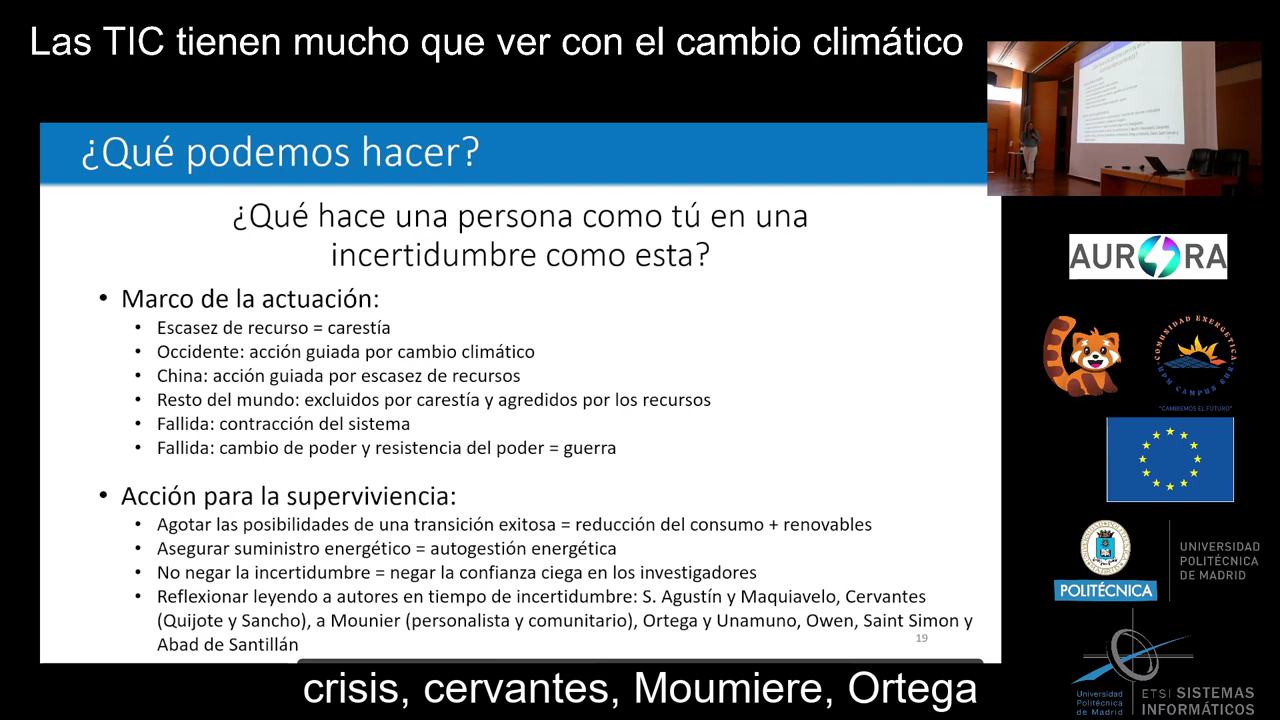 Las TIC tienen mucho que ver con el cambio climático
¿Qué podemos hacer?
¿Qué hace una persona como tú en una
incertidumbre como esta?
• Marco de la actuación:
• Escasez de recurso = carestía
• Occidente: acción guiada por cambio climático
• China: acción guiada por escasez de recursos
• Resto del mundo: excluidos por carestía y agredidos por los recursos
• Fallida: contracción del sistema
• Fallida: cambio de poder y resistencia del poder = guerra
• Acción para la superviviencia:
• Agotar las posibilidades de una transición exitosa = reducción del consumo + renovables
• Asegurar suministro energético = autogestión energética
• No negar la incertidumbre = negar la confianza ciega en los investigadores
• Reflexionar leyendo a autores en tiempo de incertidumbre: S. Agustín y Maquiavelo, Cervantes
(Quijote y Sancho), a Mounier (personalista y comunitario), Ortega y Unamuno, Owen, Saint Simon y
Abad de Santillán
19
crisis, cervantes, Moumiere, Ortega
AURORA
COMUNIDAD ENERGÉTICA
UPM CAMPUS SUR
"CAMBIEMOS EL FUTURO"
POLITÉCNICA
UNIVERSIDAD
POLITÉCNICA
DE MADRID
Universidad
Politécnica
de Madrid
ETSI SISTEMAS
INFORMÁTICOS